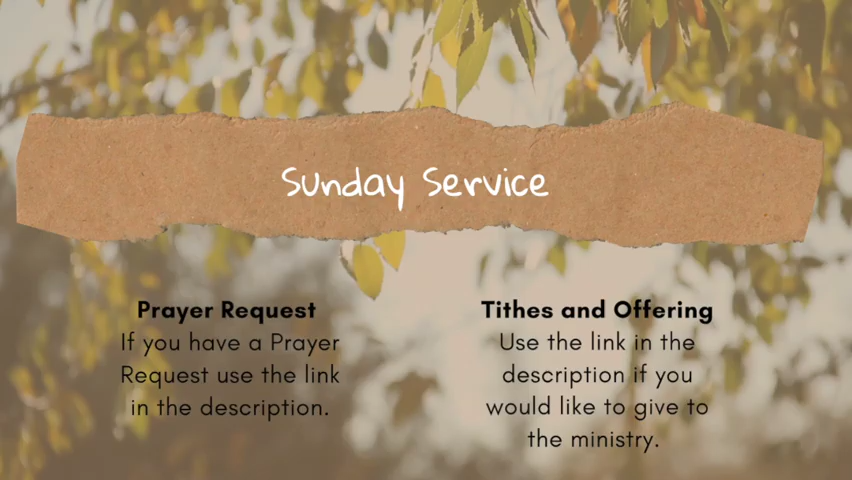 Sunday Service
Prayer Request
If you have a Prayer
Request use the link
in the description.
Tithes and Offering
Use the link in the
description if you
would like to give to
the ministry.